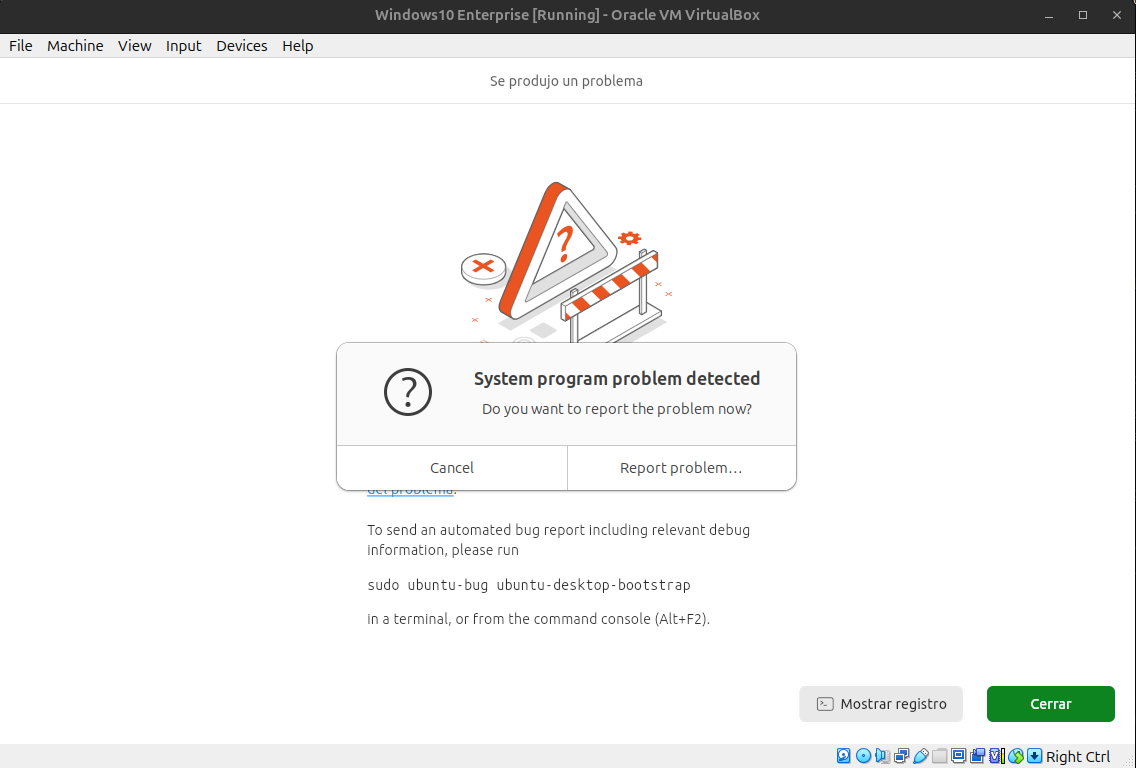 Windows10 Enterprise [Running] - Oracle VM VirtualBox
File Machine View Input Devices Help
Se produjo un problema
System program problem detected
Do you want to report the problem now?
Cancel
Report problem…
del problema.
To send an automated bug report including relevant debug
information, please run
sudo ubuntu-bug ubuntu-desktop-bootstrap
in a terminal, or from the command console (Alt+F2).
Mostrar registro
Cerrar
Right Ctrl